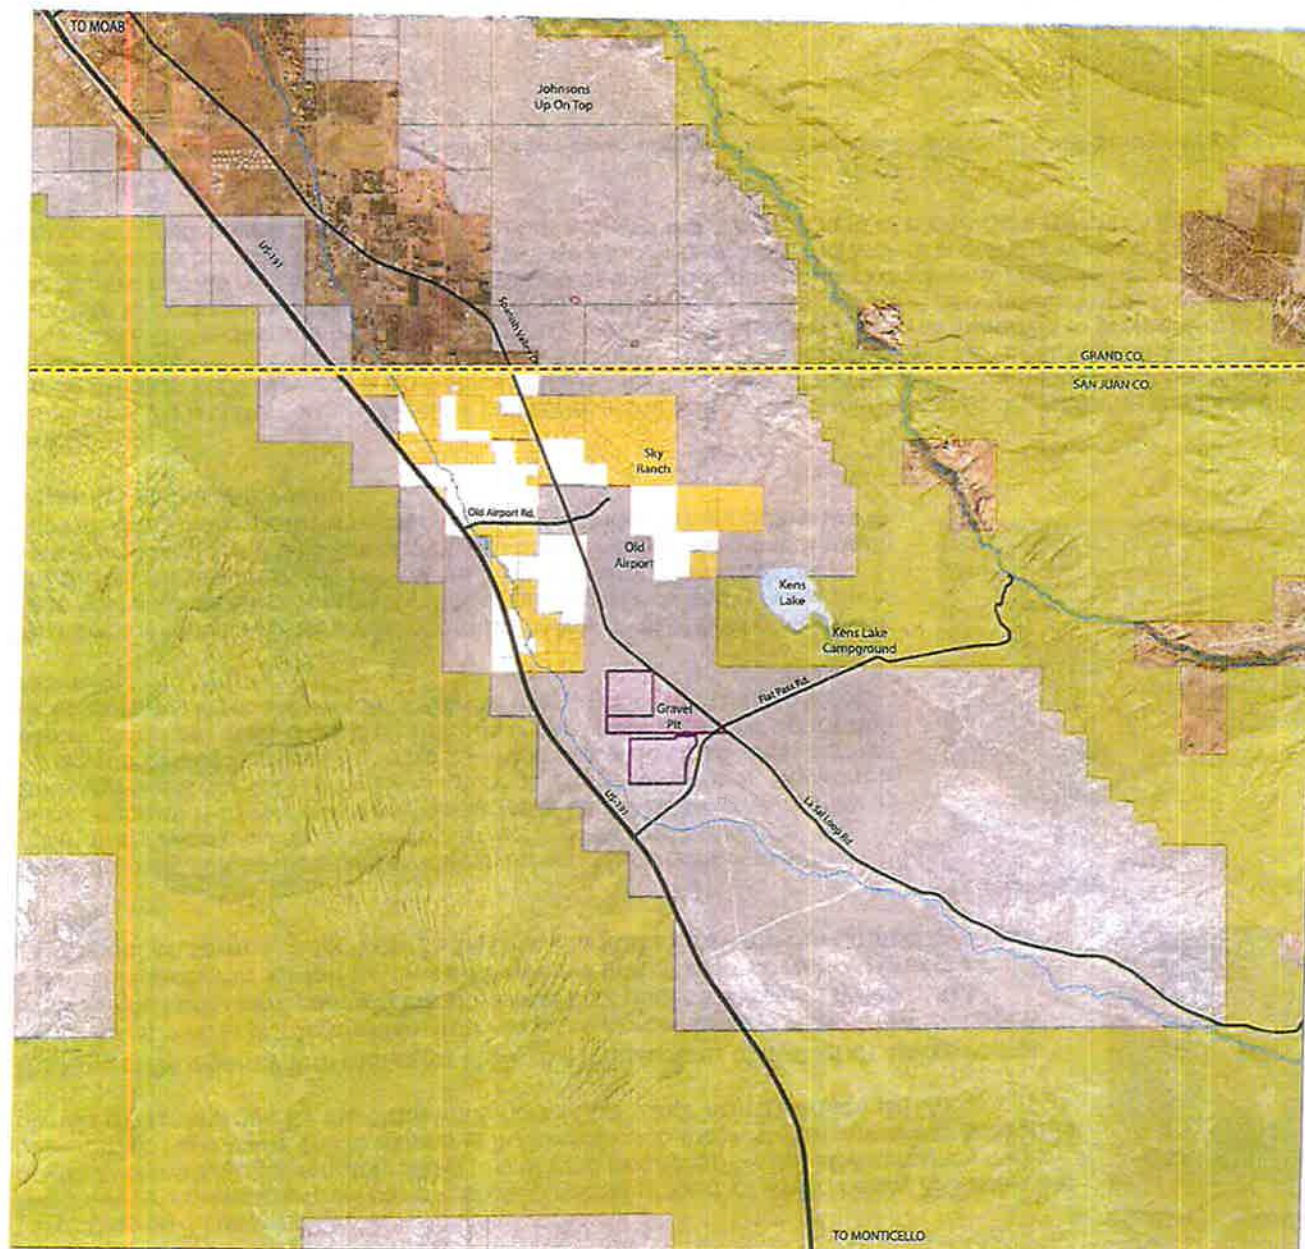 TO MOAB
Johnsons
Up On Top
US-191
Spanish Valley Dr.
GRAND CO.
SAN JUAN CO.
Sky
Ranch
Old Airport Rd.
Old
Airport
Kens
Lake
Kens Lake
Campground
Flat Pass Rd.
Gravel
Pit
US-191
La Sal Loop Rd.
TO MONTICELLO